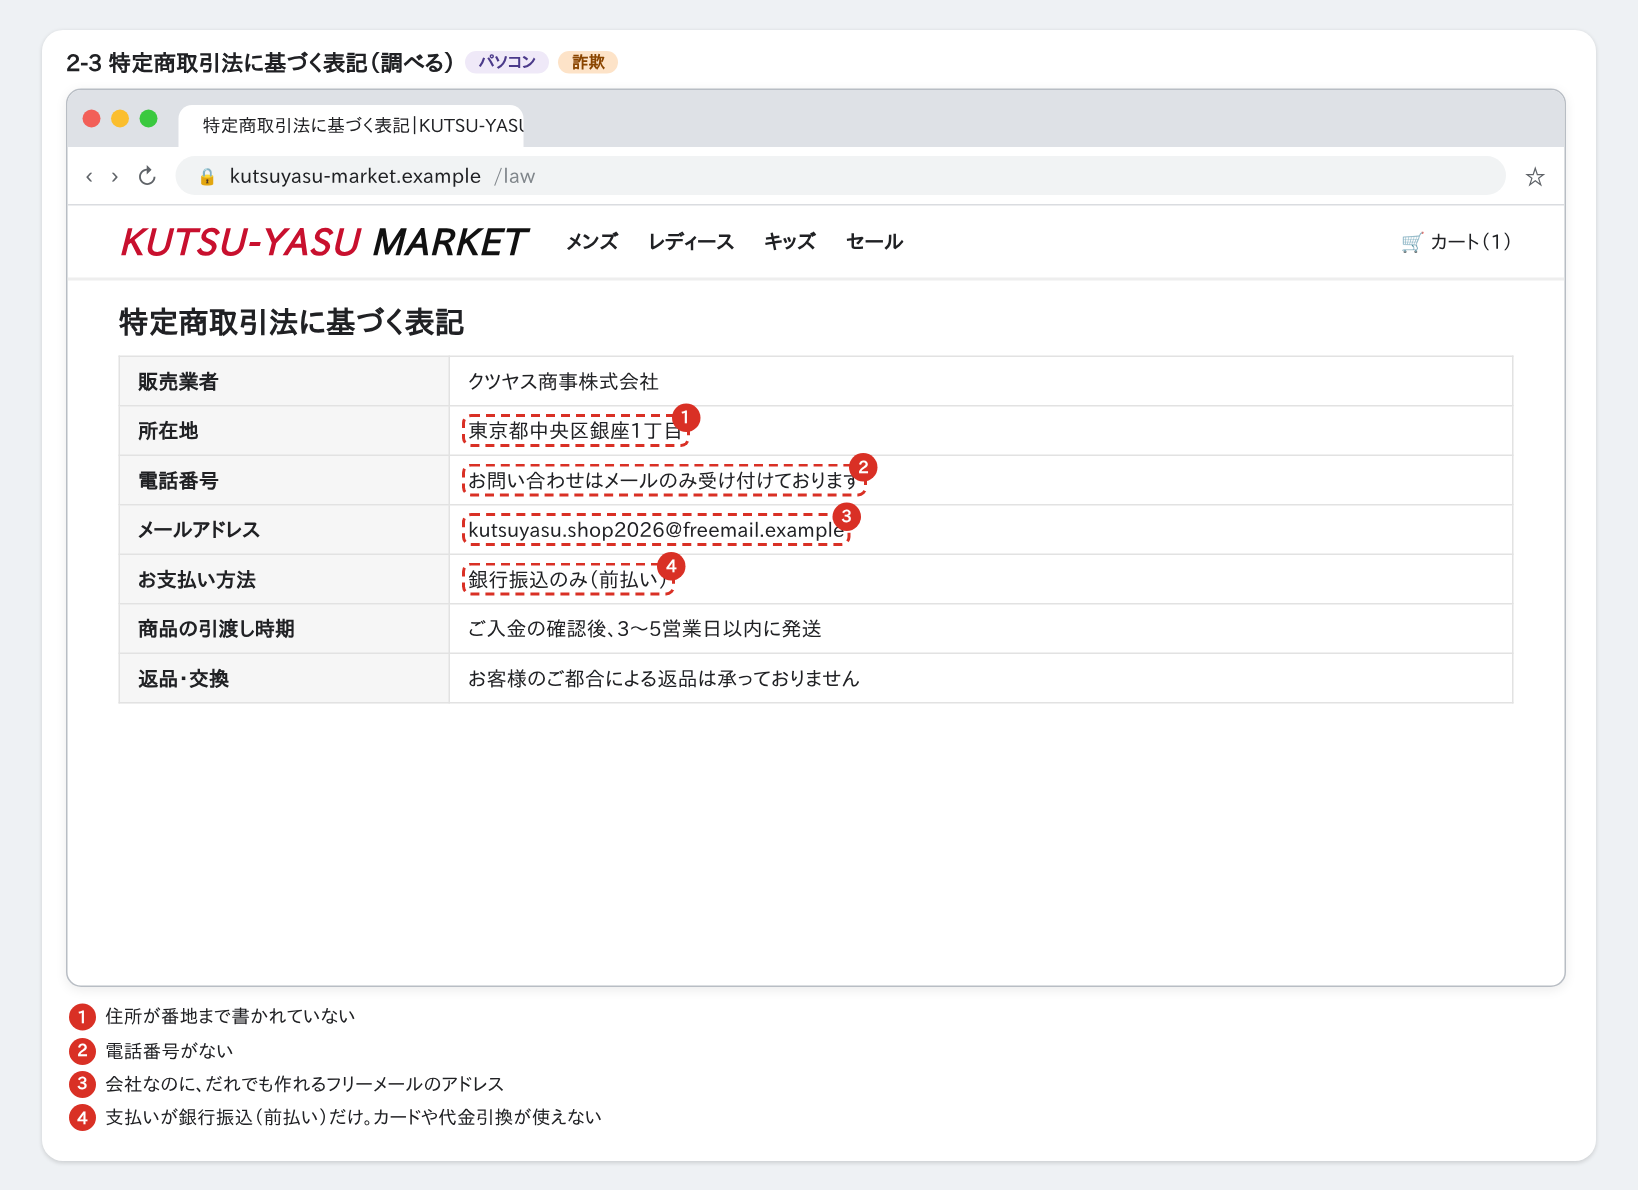 2-3 特定商取引法に基づく表記（調べる） パソコン 詐欺
特定商取引法に基づく表記|KUTSU-YASU
kutsuyasu-market.example /law
KUTSU-YASU MARKET メンズ レディース キッズ セール カート（1）
特定商取引法に基づく表記
販売業者 クツヤス商事株式会社
所在地 東京都中央区銀座1丁目 1
電話番号 お問い合わせはメールのみ受け付けております 2
メールアドレス kutsuyasu.shop2026@freemail.example 3
お支払い方法 銀行振込のみ（前払い） 4
商品の引渡し時期 ご入金の確認後、3〜5営業日以内に発送
返品・交換 お客様のご都合による返品は承っておりません
1 住所が番地まで書かれていない
2 電話番号がない
3 会社なのに、だれでも作れるフリーメールのアドレス
4 支払いが銀行振込（前払い）だけ。カードや代金引換が使えない